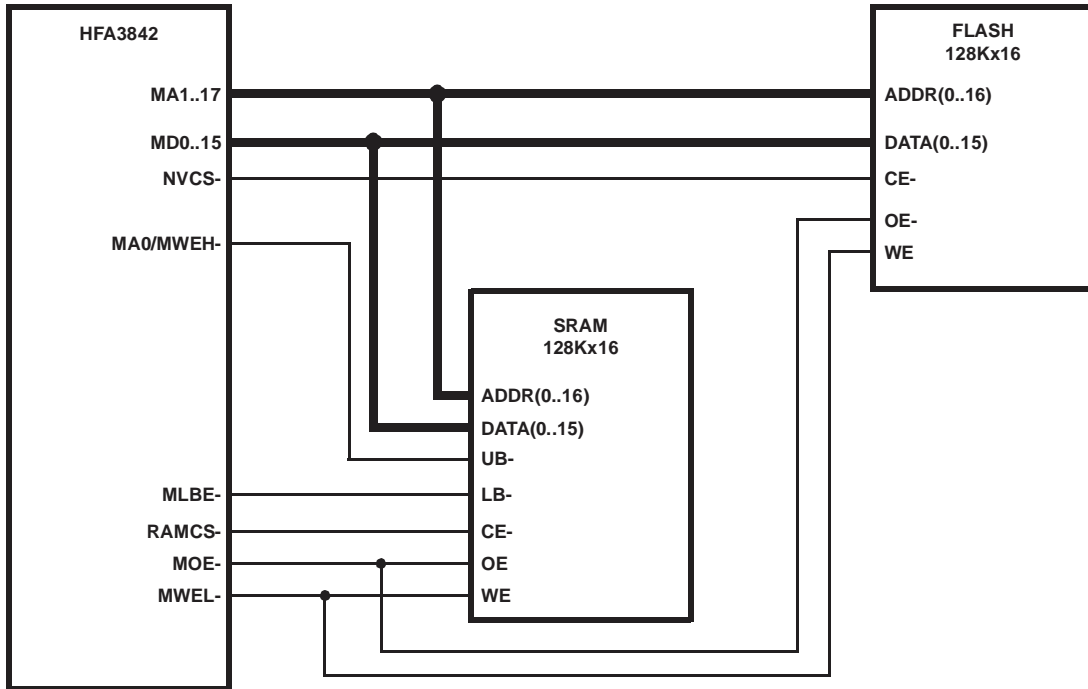 HFA3842
MA1..17
MD0..15
NVCS-
MA0/MWEH-
MLBE-
RAMCS-
MOE-
MWEL-
SRAM
128Kx16
ADDR(0..16)
DATA(0..15)
UB-
LB-
CE-
OE
WE
FLASH
128Kx16
ADDR(0..16)
DATA(0..15)
CE-
OE-
WE